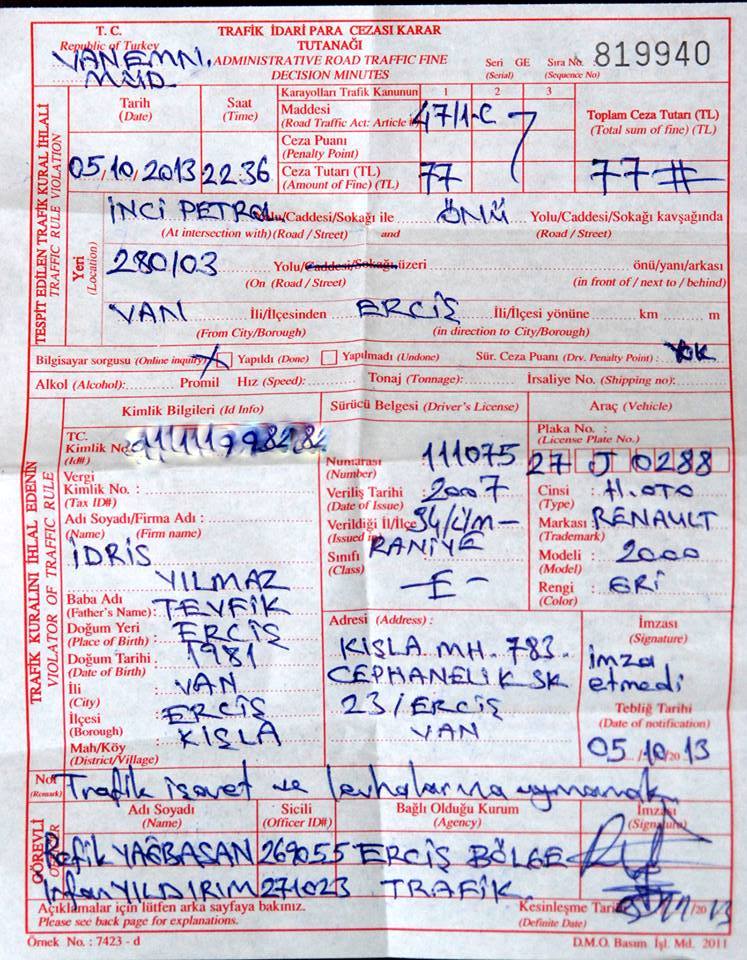 T. C.
Republic of Turkey
VAN EMN.
MÜD.
TRAFİK İDARİ PARA CEZASI KARAR
TUTANAĞI
ADMINISTRATIVE ROAD TRAFFIC FINE
DECISION MINUTES
Seri GE
(Serial)
Sıra No. 819940
(Sequence No)
TESPİT EDİLEN TRAFİK KURAL İHLALİ
TRAFFIC RULE VIOLATION
Tarih
(Date)
05/10/2013
Saat
(Time)
22:36
Karayolları Trafik Kanunun 1 2 3
Maddesi 47/1-C
(Road Traffic Act: Article
Ceza Puanı
(Penalty Point)
Ceza Tutarı (TL) 77
(Amount of Fine) (TL)
Toplam Ceza Tutarı (TL)
(Total sum of fine) (TL)
77 #
Yeri
(Location)
İNCİ PETROL Yolu/Caddesi/Sokağı ile ÖNÜ Yolu/Caddesi/Sokağı kavşağında
(At intersection with) (Road / Street) and (Road / Street)
280/03 Yolu/Caddesi/Sokağı üzeri önü/yanı/arkası
(On (Road / Street) (in front of / next to / behind)
VAN İli/İlçesinden ERCİŞ İli/İlçesi yönüne km m
(From City/Borough) (in direction to City/Borough)
Bilgisayar sorgusu (Online inquiry) X Yapıldı (Done) Yapılmadı (Undone) Sür. Ceza Puanı (Drv. Penalty Point) : YOK
Alkol (Alcohol): Promil Hız (Speed): Tonaj (Tonnage): İrsaliye No. (Shipping no):
TRAFİK KURALINI İHLAL EDENİN
VIOLATOR OF TRAFFIC RULE
Kimlik Bilgileri (Id Info)
TC.
Kimlik No
(Id#)
Vergi
Kimlik No. :
(Tax ID#)
Adı Soyadı/Firma Adı :
(Name) (Firm name)
İDRİS
YILMAZ
Baba Adı
(Father's Name): TEVFİK
Doğum Yeri
(Place of Birth) : ERCİŞ
Doğum Tarihi
(Date of Birth) : 1981
İli
(City) : VAN
İlçesi
(Borough) : ERCİŞ
Mah/Köy
(District/Village) : KIŞLA
Sürücü Belgesi (Driver's License)
Numarası 111075
(Number)
Veriliş Tarihi 2007
(Date of Issue)
Verildiği İl/İlçe 34/Üm-
(Issued in
RANİYE
Sınıfı
(Class)
-E-
Araç (Vehicle)
Plaka No. :
(License Plate No.)
27 J 0288
Cinsi : H.OTO
(Type)
Markası RENAULT
(Trademark)
Modeli : 2000
(Model)
Rengi :
(Color)
Adresi (Address) :
KIŞLA MH. 783.
CEPHANELİK SK
23/ERCİŞ
VAN
İmzası
(Signature)
imza
etmedi
Tebliğ Tarihi
(Date of notification)
05/10/2013
Not
(Remark)
Trafik işaret ve levhalarına uymamak
GÖREVLİ
OFFICER
Adı Soyadı
(Name)
Sicili
(Officer ID#)
Bağlı Olduğu Kurum
(Agency)
İmzası
(Signature)
Refik YAĞBASAN 269055 ERCİŞ BÖLGE
İrfan YILDIRIM 271023 TRAFİK
Açıklamalar için lütfen arka sayfaya bakınız.
Please see back page for explanations.
Kesinleşme Tarihi
(Definite Date)
Örnek No. : 7423 - d
D.M.O. Basım İşl. Md. 2011